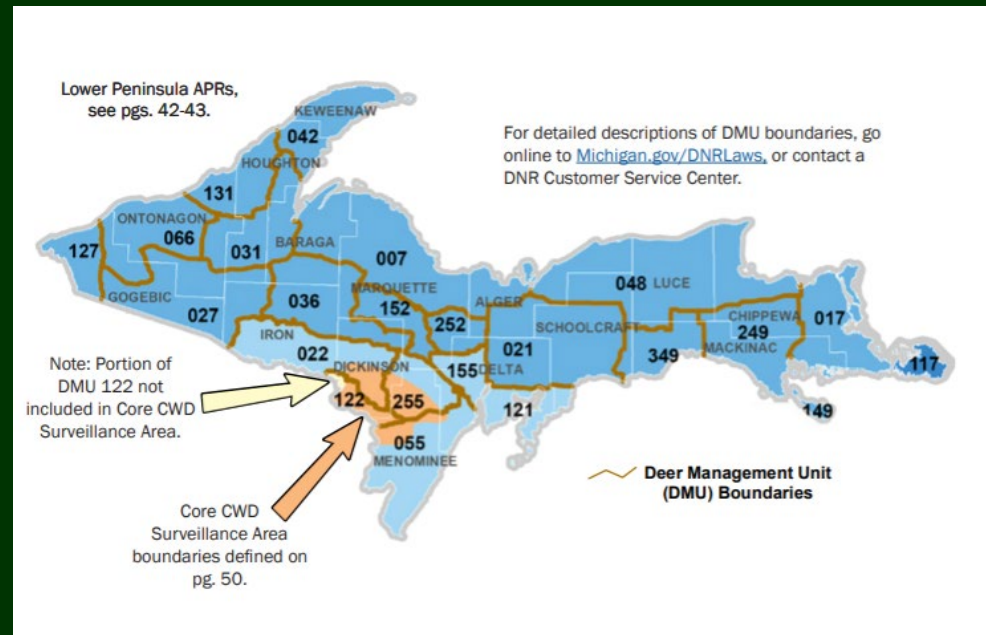 Lower Peninsula APRs,
see pgs. 42-43.
KEWEENAW
042
For detailed descriptions of DMU boundaries, go
online to Michigan.gov/DNRLaws, or contact a
DNR Customer Service Center.
HOUGHTON
131
ONTONAGON
066
127
031
BARAGA
007
048 LUCE
GOGEBIC
027
036
MARQUETTE
152
ALGER
252
SCHOOLCRAFT
CHIPPEWA
017
249
MACKINAC
IRON
022
DICKINSON
021
349
117
155 DELTA
Note: Portion of
DMU 122 not
included in Core CWD
Surveillance Area.
122
255
121
149
055
MENOMINEE
Deer Management Unit
(DMU) Boundaries
Core CWD
Surveillance Area
boundaries defined on
pg. 50.